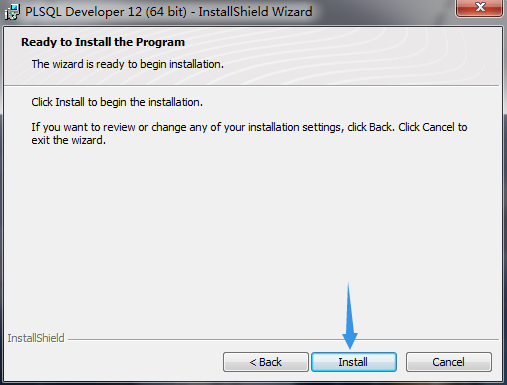 PLSQL Developer 12 (64 bit) - InstallShield Wizard
Ready to Install the Program
The wizard is ready to begin installation.
Click Install to begin the installation.
If you want to review or change any of your installation settings, click Back. Click Cancel to
exit the wizard.
InstallShield
< Back
Install
Cancel